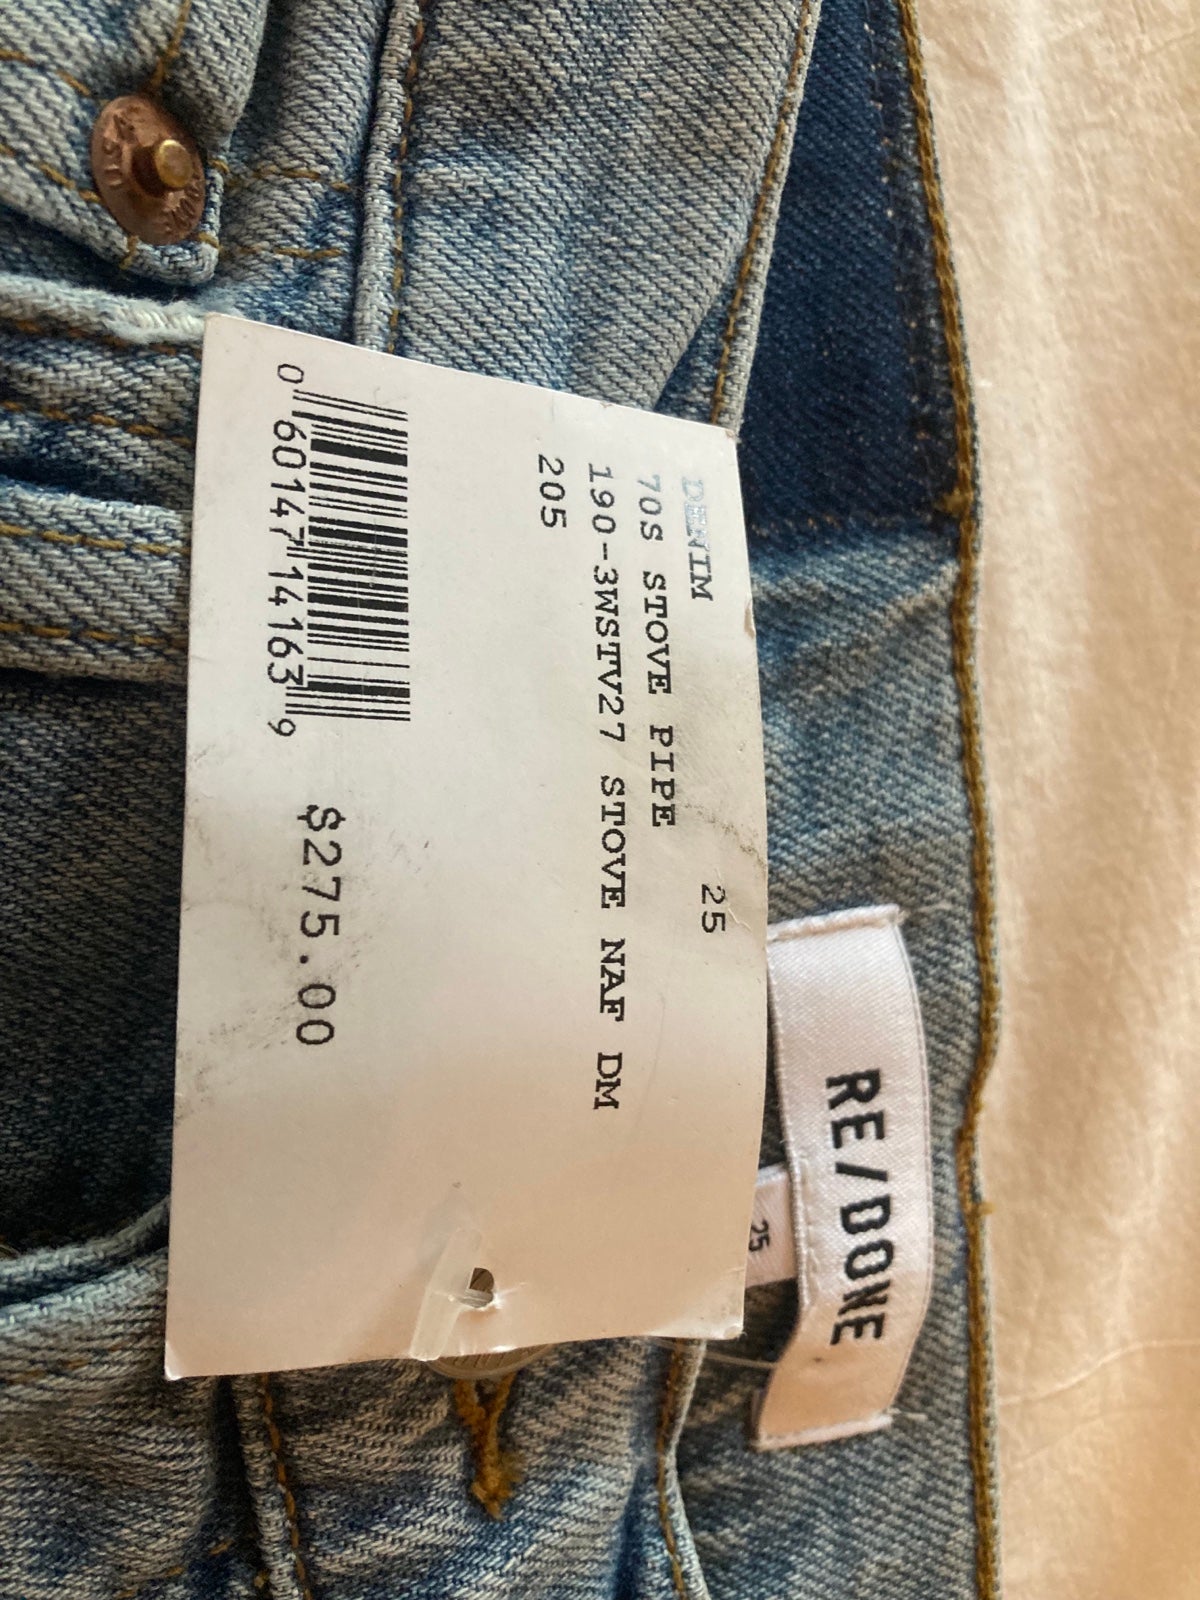 DENIM 25
70S STOVE PIPE
190-3WSTV27 STOVE NAF DM
205
0 60147 14163 9
$275.00
RE/DONE
25